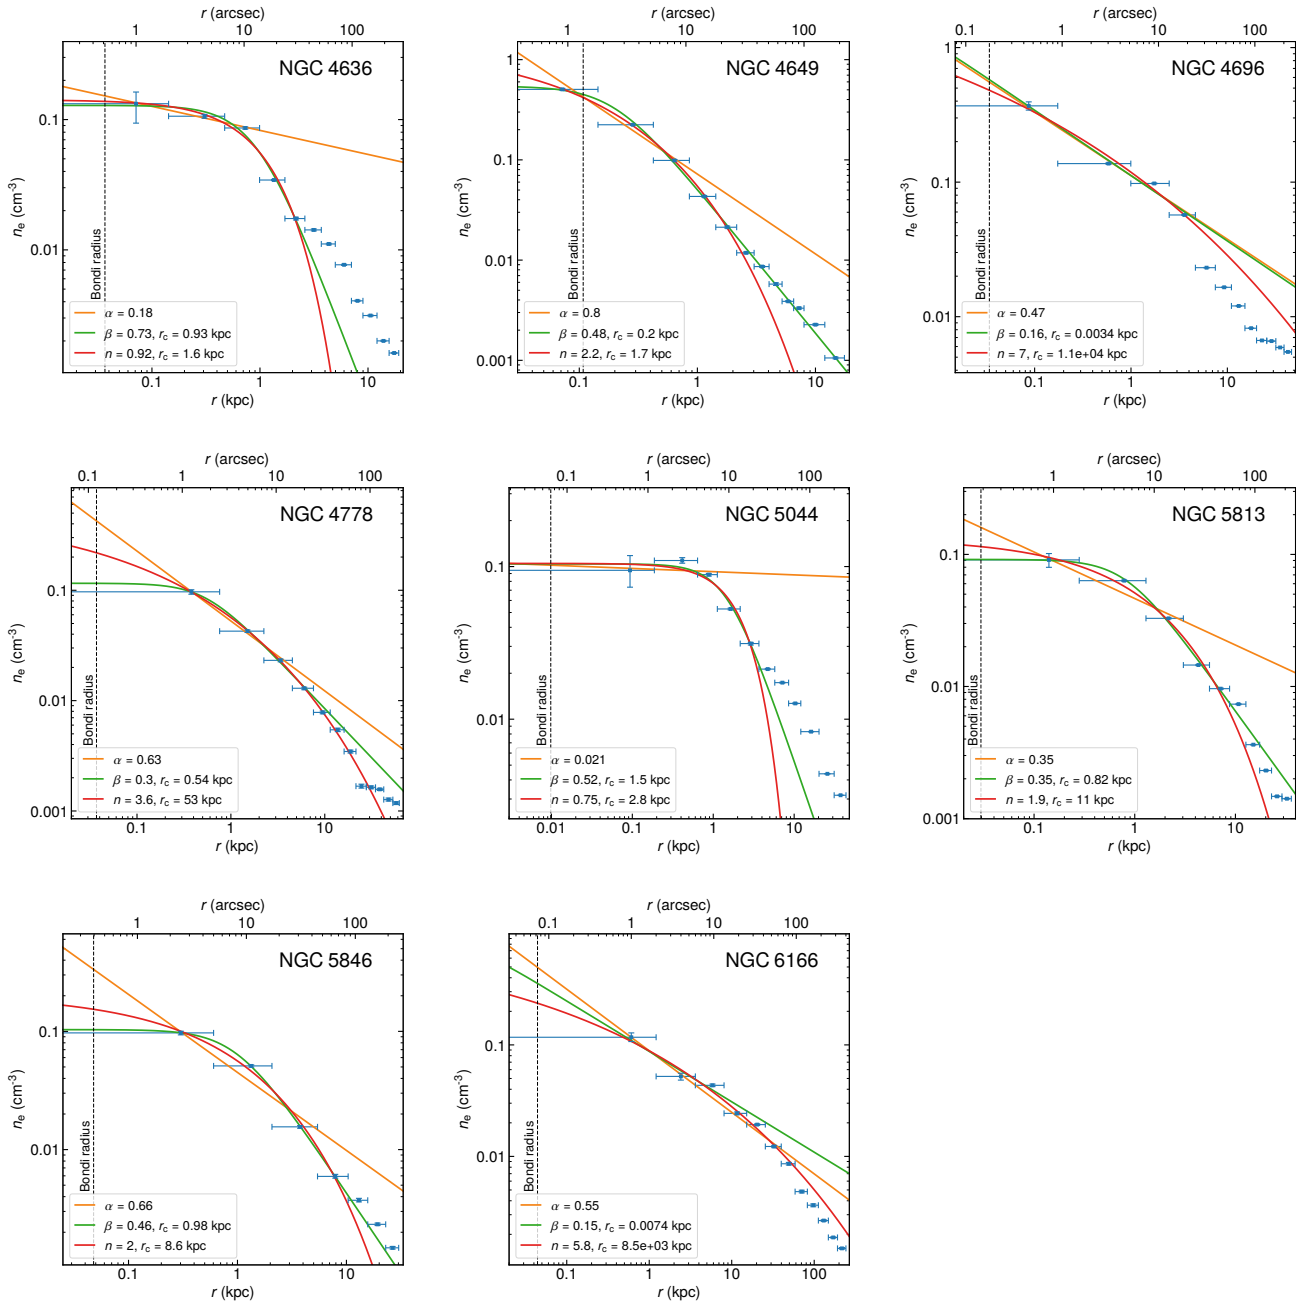 r (arcsec)
1 10 100
NGC 4636
nₑ (cm⁻³)
0.1
0.01
Bondi radius
α = 0.18
β = 0.73, r_c = 0.93 kpc
n = 0.92, r_c = 1.6 kpc
0.1 1 10
r (kpc)
r (arcsec)
1 10 100
NGC 4649
nₑ (cm⁻³)
1
0.1
0.01
0.001
Bondi radius
α = 0.8
β = 0.48, r_c = 0.2 kpc
n = 2.2, r_c = 1.7 kpc
0.1 1 10
r (kpc)
r (arcsec)
0.1 1 10 100
NGC 4696
nₑ (cm⁻³)
1
0.1
0.01
Bondi radius
α = 0.47
β = 0.16, r_c = 0.0034 kpc
n = 7, r_c = 1.1e+04 kpc
0.1 1 10
r (kpc)
r (arcsec)
0.1 1 10 100
NGC 4778
nₑ (cm⁻³)
0.1
0.01
0.001
Bondi radius
α = 0.63
β = 0.3, r_c = 0.54 kpc
n = 3.6, r_c = 53 kpc
0.1 1 10
r (kpc)
r (arcsec)
0.1 1 10 100
NGC 5044
nₑ (cm⁻³)
0.1
0.01
Bondi radius
α = 0.021
β = 0.52, r_c = 1.5 kpc
n = 0.75, r_c = 2.8 kpc
0.01 0.1 1 10
r (kpc)
r (arcsec)
1 10 100
NGC 5813
nₑ (cm⁻³)
0.1
0.01
0.001
Bondi radius
α = 0.35
β = 0.35, r_c = 0.82 kpc
n = 1.9, r_c = 11 kpc
0.1 1 10
r (kpc)
r (arcsec)
1 10 100
NGC 5846
nₑ (cm⁻³)
0.1
0.01
Bondi radius
α = 0.66
β = 0.46, r_c = 0.98 kpc
n = 2, r_c = 8.6 kpc
0.1 1 10
r (kpc)
r (arcsec)
0.1 1 10 100
NGC 6166
nₑ (cm⁻³)
0.1
0.01
Bondi radius
α = 0.55
β = 0.15, r_c = 0.0074 kpc
n = 5.8, r_c = 8.5e+03 kpc
0.1 1 10 100
r (kpc)